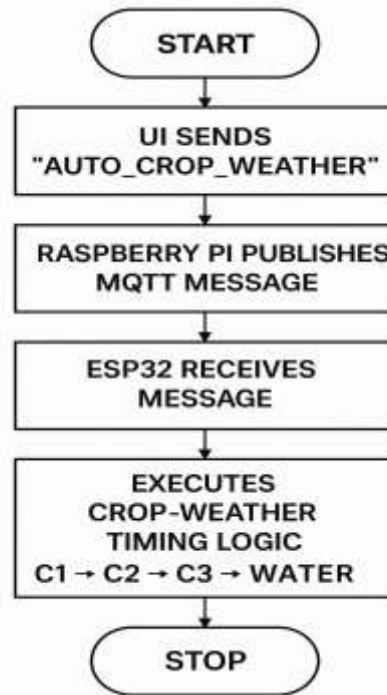 START
UI SENDS
"AUTO_CROP_WEATHER"
RASPBERRY PI PUBLISHES
MQTT MESSAGE
ESP32 RECEIVES
MESSAGE
EXECUTES
CROP-WEATHER
TIMING LOGIC
C1 → C2 → C3 → WATER
STOP